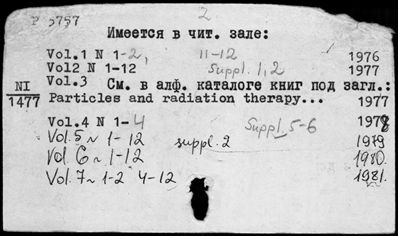 P 5757 2
Имеется в чит. зале:
Vol.1 N 1-2, 11-12 1976
Vol2 N 1-12 Suppl. 1,2 1977
Vol.3 См. в алф. каталоге книг под загл.:
NI
1477
Particles and radiation therapy... 1977
Vol.4 N 1-4 Suppl. 5-6 1978
Vol.5 N 1-12 suppl. 2 1979
Vol. 6 N 1-12 1980.
Vol.7 N 1-2 4-12 1981.